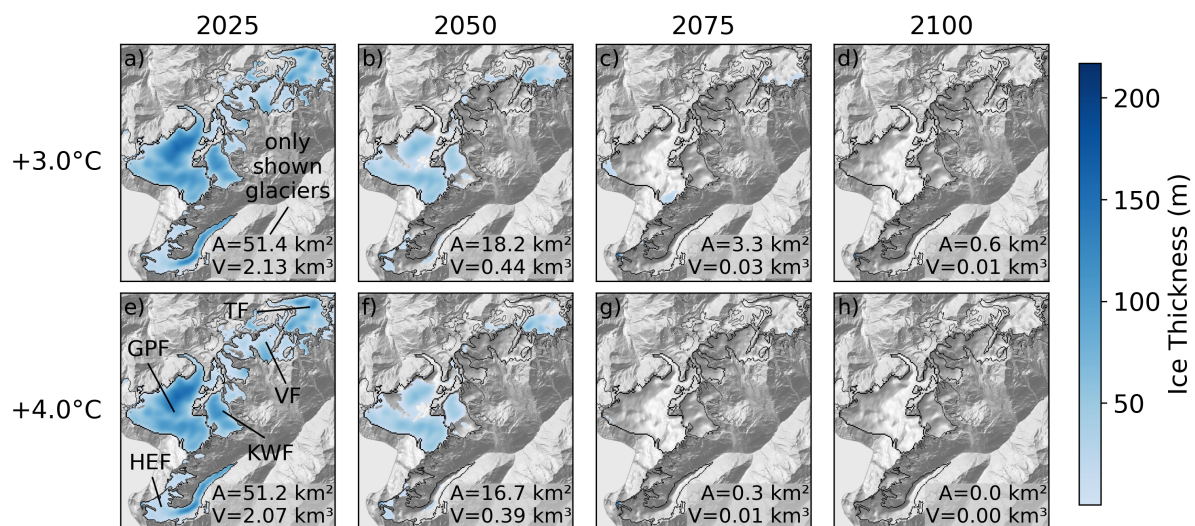 2025
2050
2075
2100
+3.0°C
a)
only
shown
glaciers
A=51.4 km²
V=2.13 km³
b)
A=18.2 km²
V=0.44 km³
c)
A=3.3 km²
V=0.03 km³
d)
A=0.6 km²
V=0.01 km³
+4.0°C
e)
TF
GPF
VF
KWF
HEF
A=51.2 km²
V=2.07 km³
f)
A=16.7 km²
V=0.39 km³
g)
A=0.3 km²
V=0.01 km³
h)
A=0.0 km²
V=0.00 km³
200
150
100
50
Ice Thickness (m)